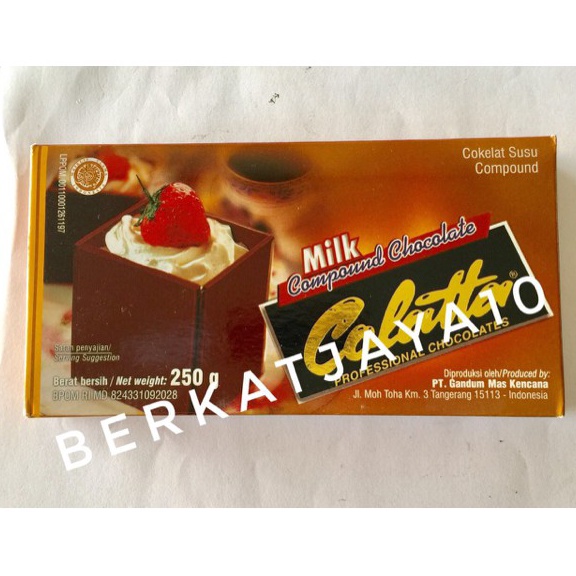 LPPOM 00110001261197
Cokelat Susu
Compound
Milk
Compound Chocolate
Colatta®
PROFESSIONAL CHOCOLATES
Saran penyajian/
Serving Suggestion
Berat bersih / Net weight: 250 g
BPOM RI MD 824331092028
Diproduksi oleh/Produced by:
PT. Gandum Mas Kencana
Jl. Moh Toha Km. 3 Tangerang 15113 - Indonesia
BERKATJAYA10